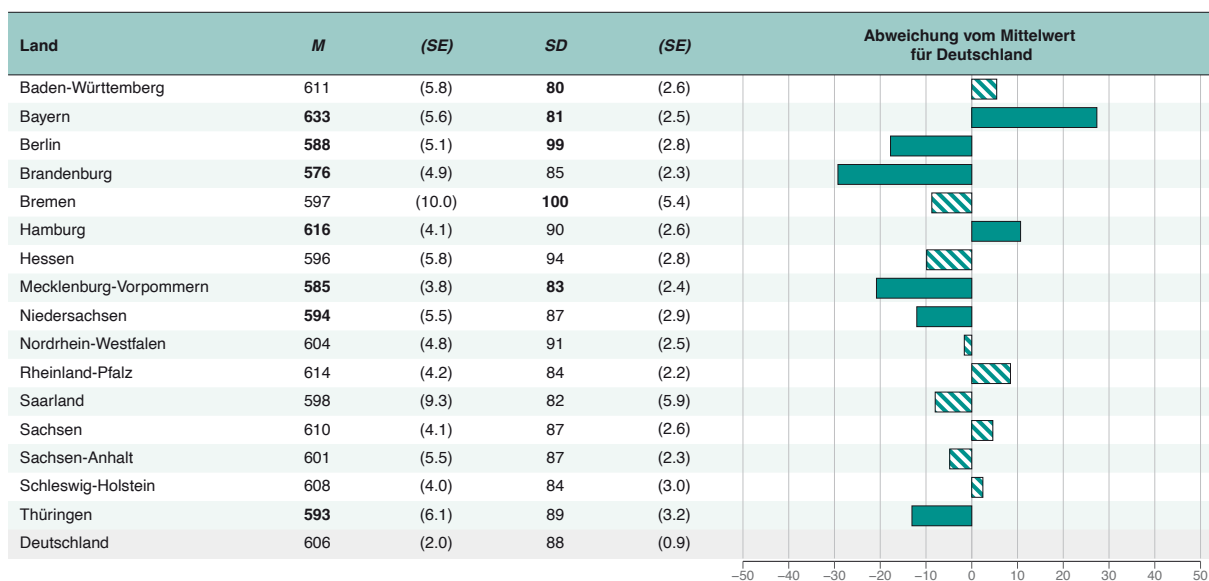 Land M (SE) SD (SE) Abweichung vom Mittelwert
für Deutschland
Baden-Württemberg 611 (5.8) 80 (2.6)
Bayern 633 (5.6) 81 (2.5)
Berlin 588 (5.1) 99 (2.8)
Brandenburg 576 (4.9) 85 (2.3)
Bremen 597 (10.0) 100 (5.4)
Hamburg 616 (4.1) 90 (2.6)
Hessen 596 (5.8) 94 (2.8)
Mecklenburg-Vorpommern 585 (3.8) 83 (2.4)
Niedersachsen 594 (5.5) 87 (2.9)
Nordrhein-Westfalen 604 (4.8) 91 (2.5)
Rheinland-Pfalz 614 (4.2) 84 (2.2)
Saarland 598 (9.3) 82 (5.9)
Sachsen 610 (4.1) 87 (2.6)
Sachsen-Anhalt 601 (5.5) 87 (2.3)
Schleswig-Holstein 608 (4.0) 84 (3.0)
Thüringen 593 (6.1) 89 (3.2)
Deutschland 606 (2.0) 88 (0.9)
−50 −40 −30 −20 −10 0 10 20 30 40 50